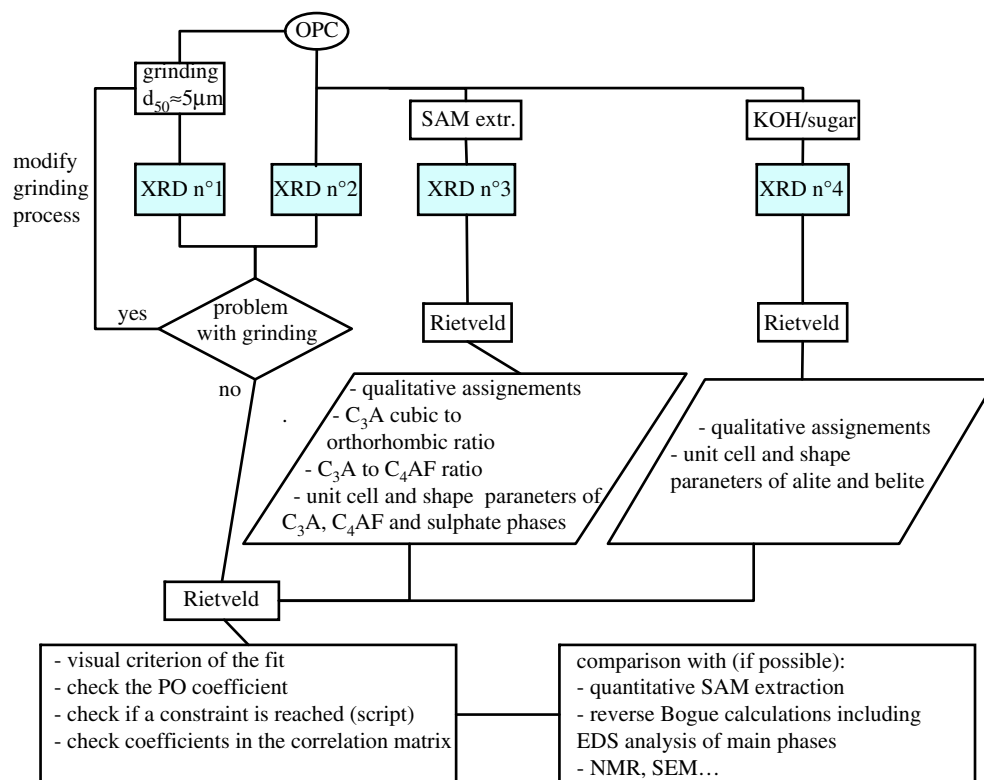 OPC
grinding
d₅₀≈5μm
SAM extr.
KOH/sugar
modify
grinding
process
XRD n°1
XRD n°2
XRD n°3
XRD n°4
yes
problem
with grinding
no
Rietveld
Rietveld
- qualitative assignements
- C₃A cubic to
orthorhombic ratio
- C₃A to C₄AF ratio
- unit cell and shape paraneters of
C₃A, C₄AF and sulphate phases
- qualitative assignements
- unit cell and shape
paraneters of alite and belite
.
Rietveld
- visual criterion of the fit
- check the PO coefficient
- check if a constraint is reached (script)
- check coefficients in the correlation matrix
comparison with (if possible):
- quantitative SAM extraction
- reverse Bogue calculations including
EDS analysis of main phases
- NMR, SEM…